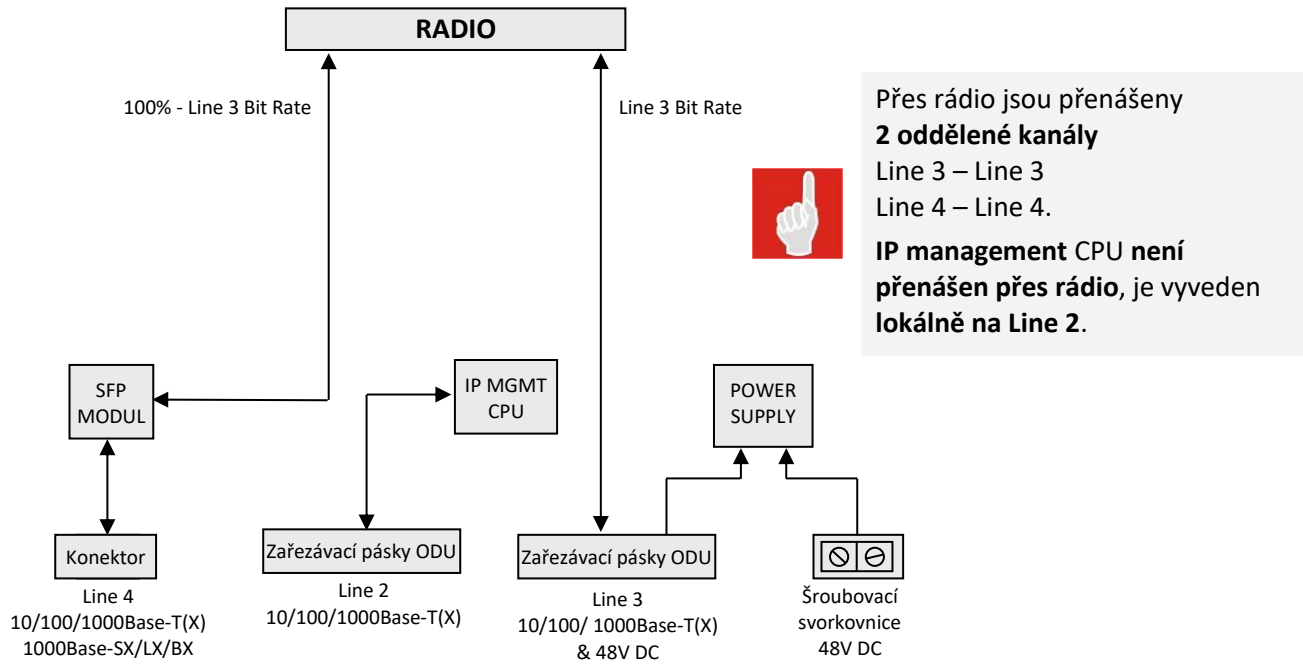 RADIO
100% - Line 3 Bit Rate
Line 3 Bit Rate
Přes rádio jsou přenášeny
2 oddělené kanály
Line 3 – Line 3
Line 4 – Line 4.
IP management CPU není
přenášen přes rádio, je vyveden
lokálně na Line 2.
SFP
MODUL
IP MGMT
CPU
POWER
SUPPLY
Konektor
Line 4
10/100/1000Base-T(X)
1000Base-SX/LX/BX
Zařezávací pásky ODU
Line 2
10/100/1000Base-T(X)
Zařezávací pásky ODU
Line 3
10/100/ 1000Base-T(X)
& 48V DC
Šroubovací
svorkovnice
48V DC